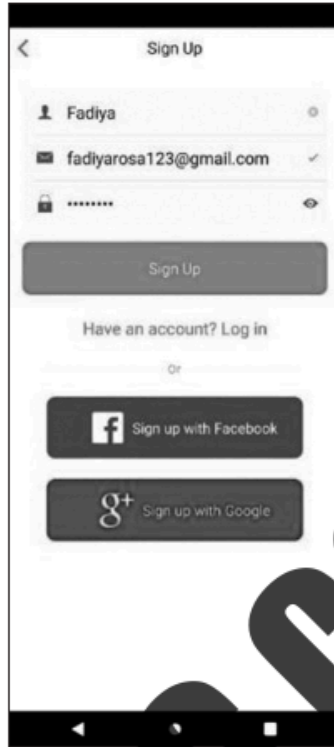 Sign Up
Fadiya
fadiyarosa123@gmail.com
••••••••
Sign Up
Have an account? Log in
Or
f Sign up with Facebook
g+ Sign up with Google